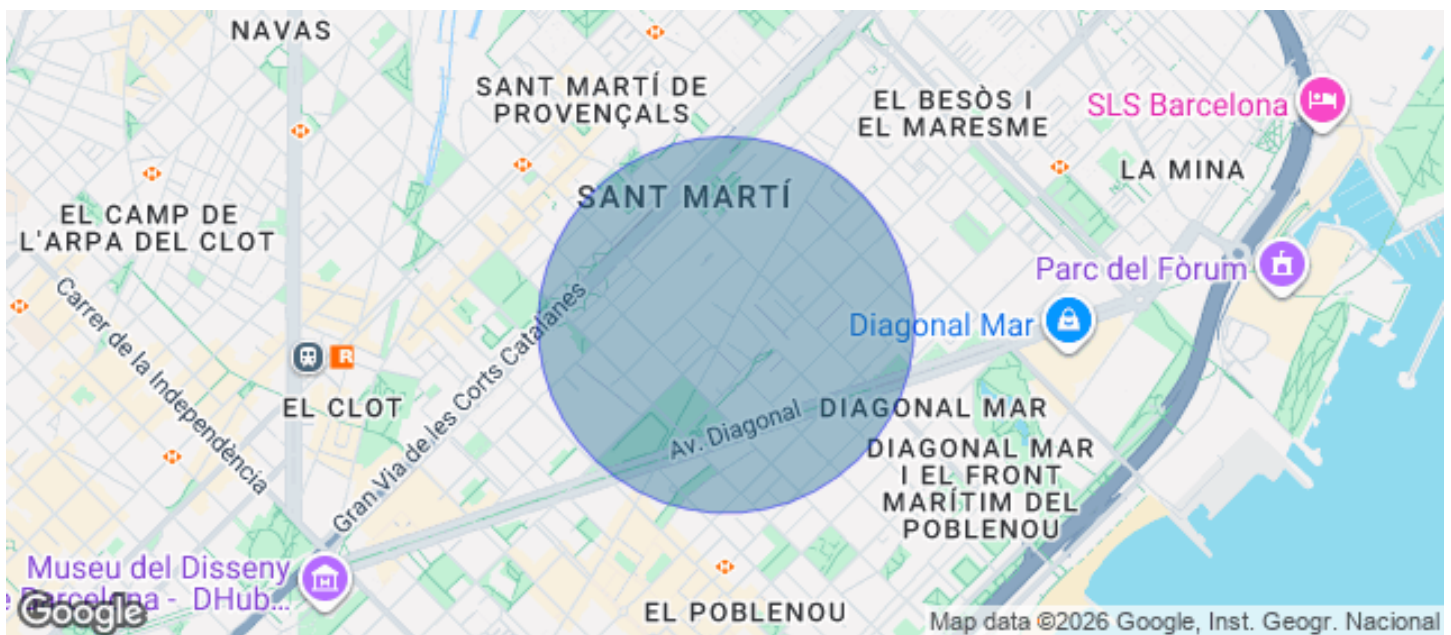 NAVAS
SANT MARTÍ DE
PROVENÇALS
EL BESÒS I
EL MARESME
SLS Barcelona
LA MINA
SANT MARTÍ
EL CAMP DE
L'ARPA DEL CLOT
Parc del Fòrum
Carrer de la Independència
Diagonal Mar
Gran Via de les Corts Catalanes
R
EL CLOT
Av. Diagonal
DIAGONAL MAR
DIAGONAL MAR
I EL FRONT
MARÍTIM DEL
POBLENOU
Museu del Disseny
Barcelona - DHub...
Google
EL POBLENOU
Map data ©2026 Google, Inst. Geogr. Nacional